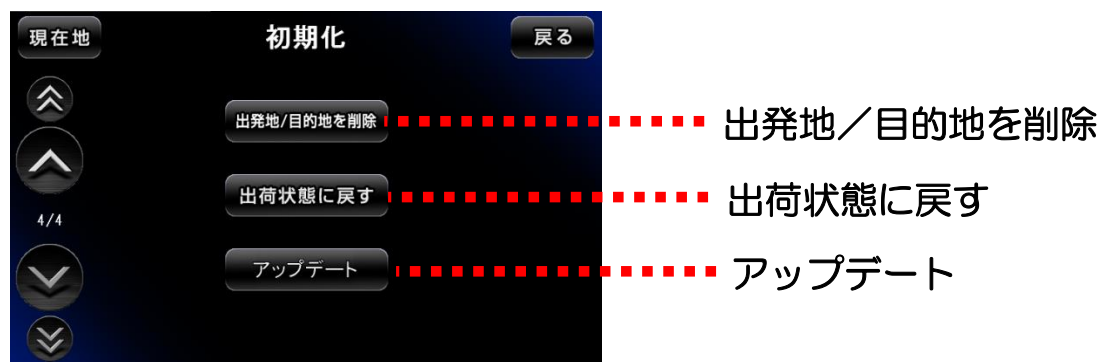 現在地
初期化
戻る
出発地/目的地を削除
出発地／目的地を削除
出荷状態に戻す
出荷状態に戻す
4/4
アップデート
アップデート